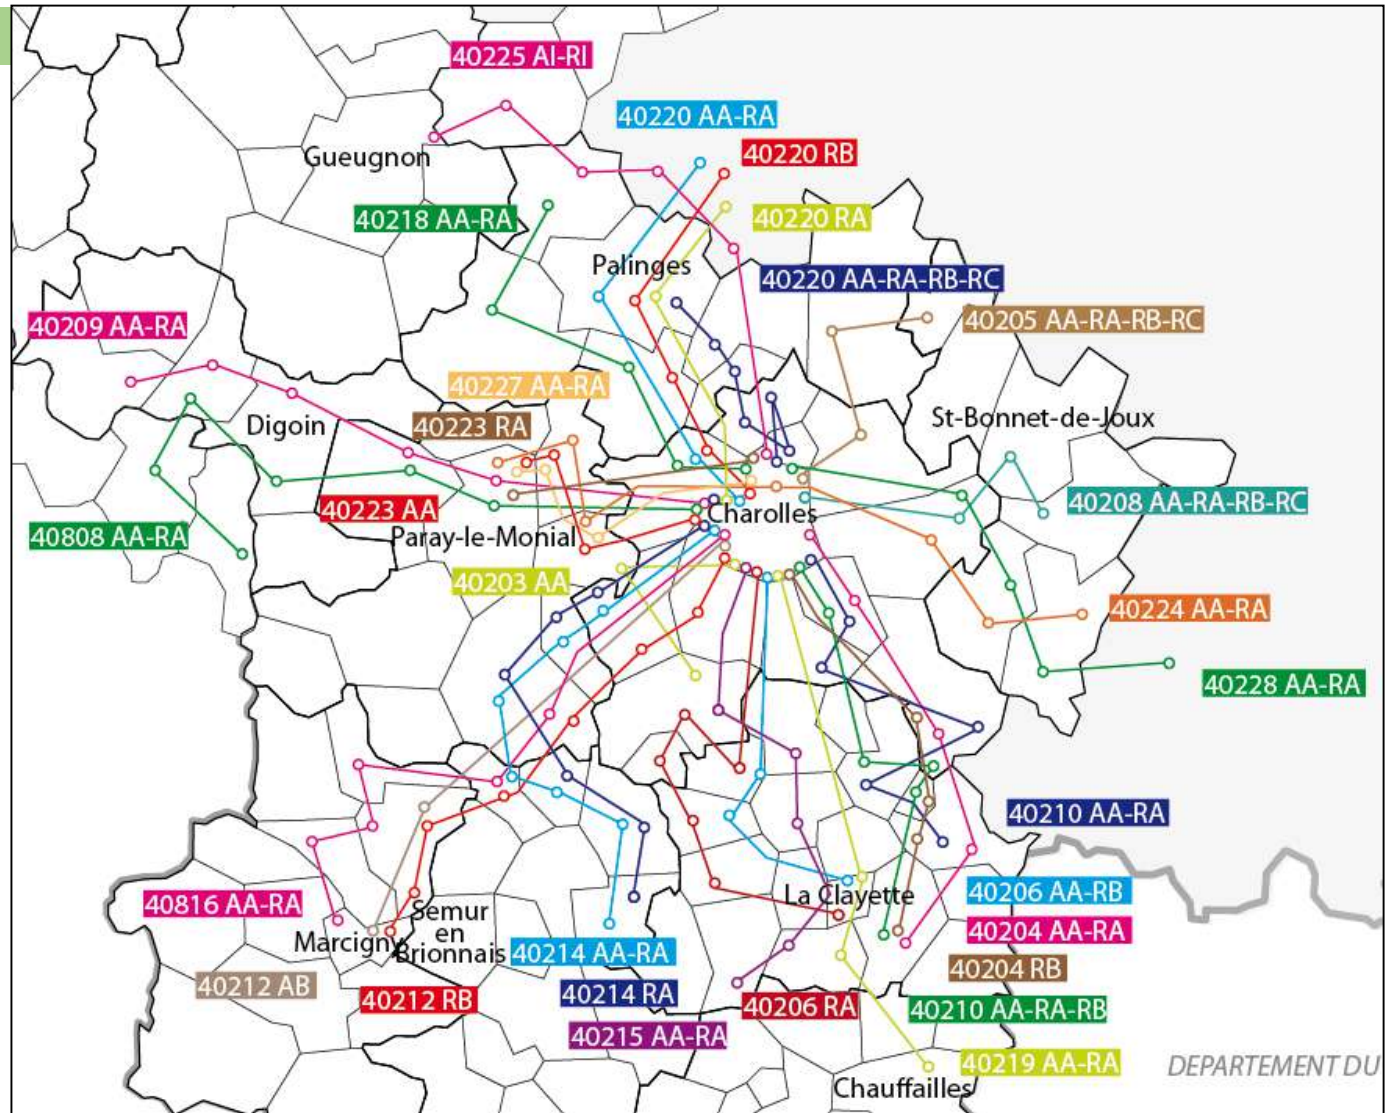 40225 AI-RI
40220 AA-RA
40220 RB
Gueugnon
40218 AA-RA
40220 RA
Palinges
40220 AA-RA-RB-RC
40209 AA-RA
40205 AA-RA-RB-RC
40227 AA-RA
Digoin
40223 RA
St-Bonnet-de-Joux
40223 AA
40208 AA-RA-RB-RC
Charolles
40808 AA-RA
Paray-le-Monial
40203 AA
40224 AA-RA
40228 AA-RA
40210 AA-RA
La Clayette
40206 AA-RB
40816 AA-RA
Semur
en
Brionnais
40204 AA-RA
Marcigny
40214 AA-RA
40204 RB
40212 AB
40212 RB
40214 RA
40206 RA
40210 AA-RA-RB
40215 AA-RA
40219 AA-RA
DEPARTEMENT DU
Chauffailles